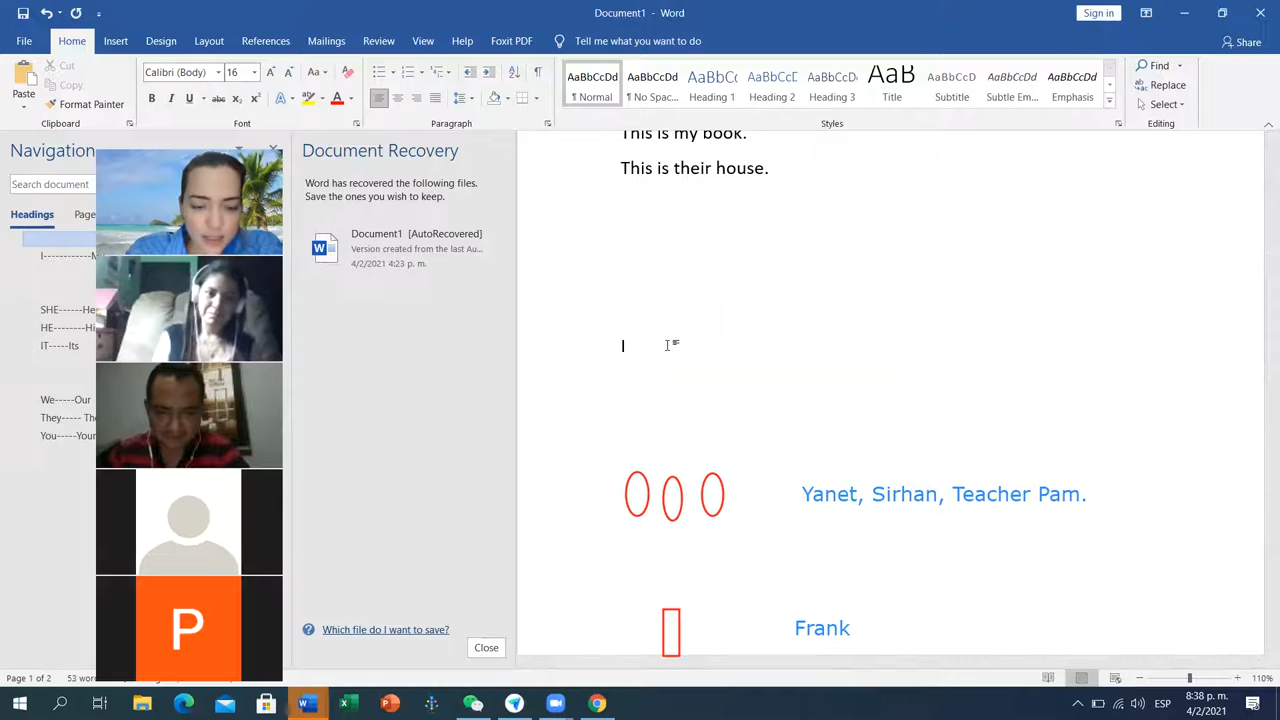 Document1 - Word
Sign in
File Home Insert Design Layout References Mailings Review View Help Foxit PDF Tell me what you want to do
Share
Paste
Cut
Copy
Format Painter
Clipboard
Calibri (Body) 16
Font
Paragraph
AaBbCcDd
¶ Normal
AaBbCcDd
¶ No Spac...
AaBbC
Heading 1
AaBbCcD
Heading 2
AaBbCcDd
Heading 3
AaB
Title
AaBbCcD
Subtitle
AaBbCcDd
Subtle Em...
AaBbCcDd
Emphasis
Styles
Find
Replace
Select
Editing
Navigation
Search document
Headings
I------
SHE------
HE------
IT-----Its
We----Our
They-----
You-----
P
Document Recovery
Word has recovered the following files.
Save the ones you wish to keep.
Document1 [AutoRecovered]
Version created from the last Au...
4/2/2021 4:23 p. m.
Which file do I want to save?
Close
This is my book.
This is their house.
Yanet, Sirhan, Teacher Pam.
Frank
Page 1 of 2
110%
ESP
8:38 p. m.
4/2/2021